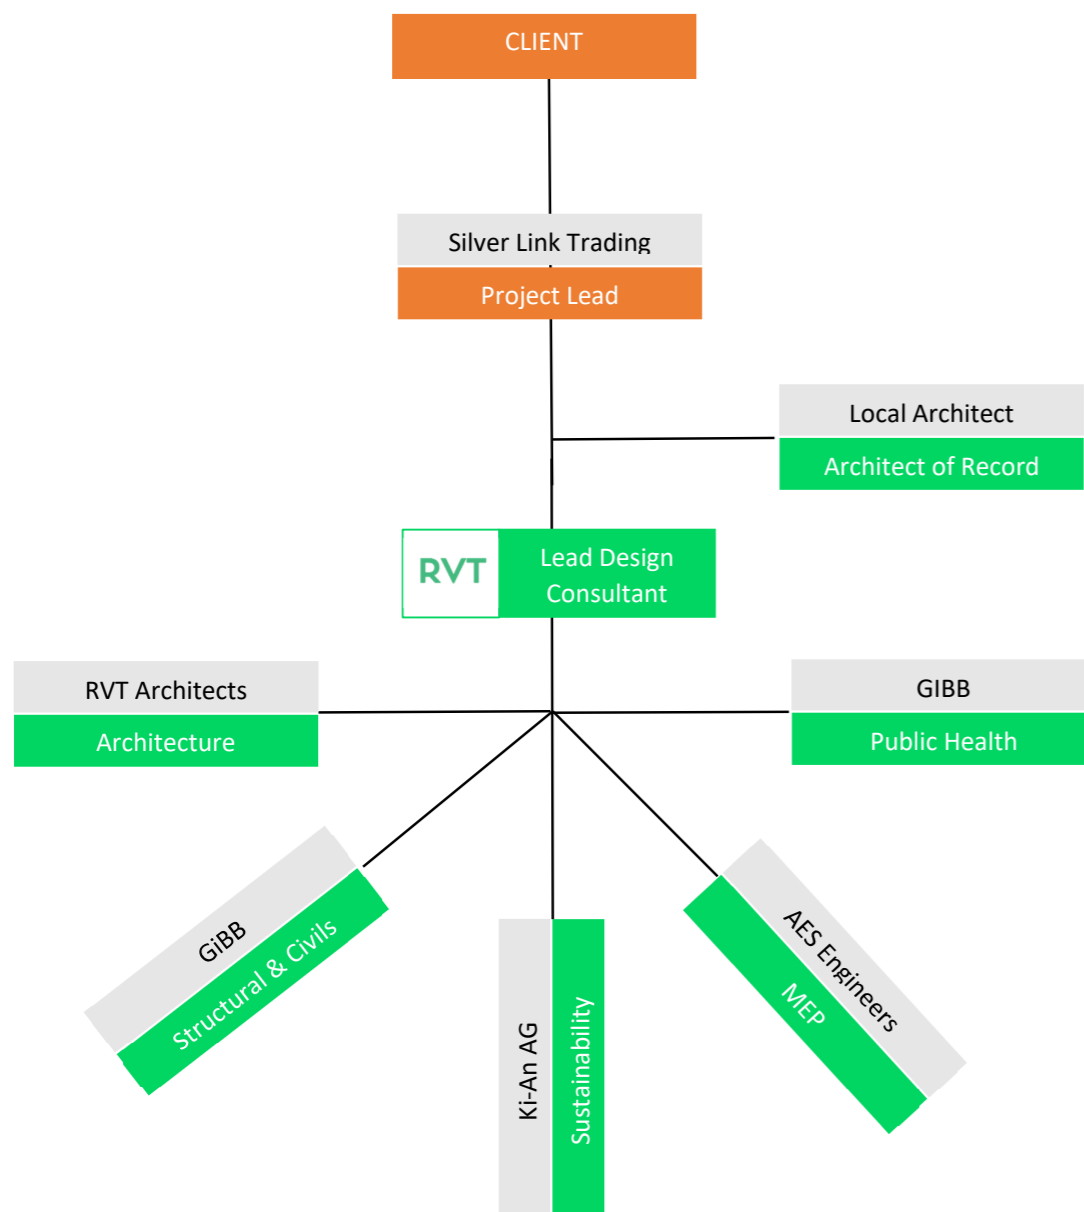 CLIENT
Silver Link Trading
Project Lead
Local Architect
Architect of Record
RVT
Lead Design
Consultant
RVT Architects
Architecture
GIBB
Public Health
GiBB
Structural & Civils
Ki-An AG
Sustainability
AES Engineers
MEP